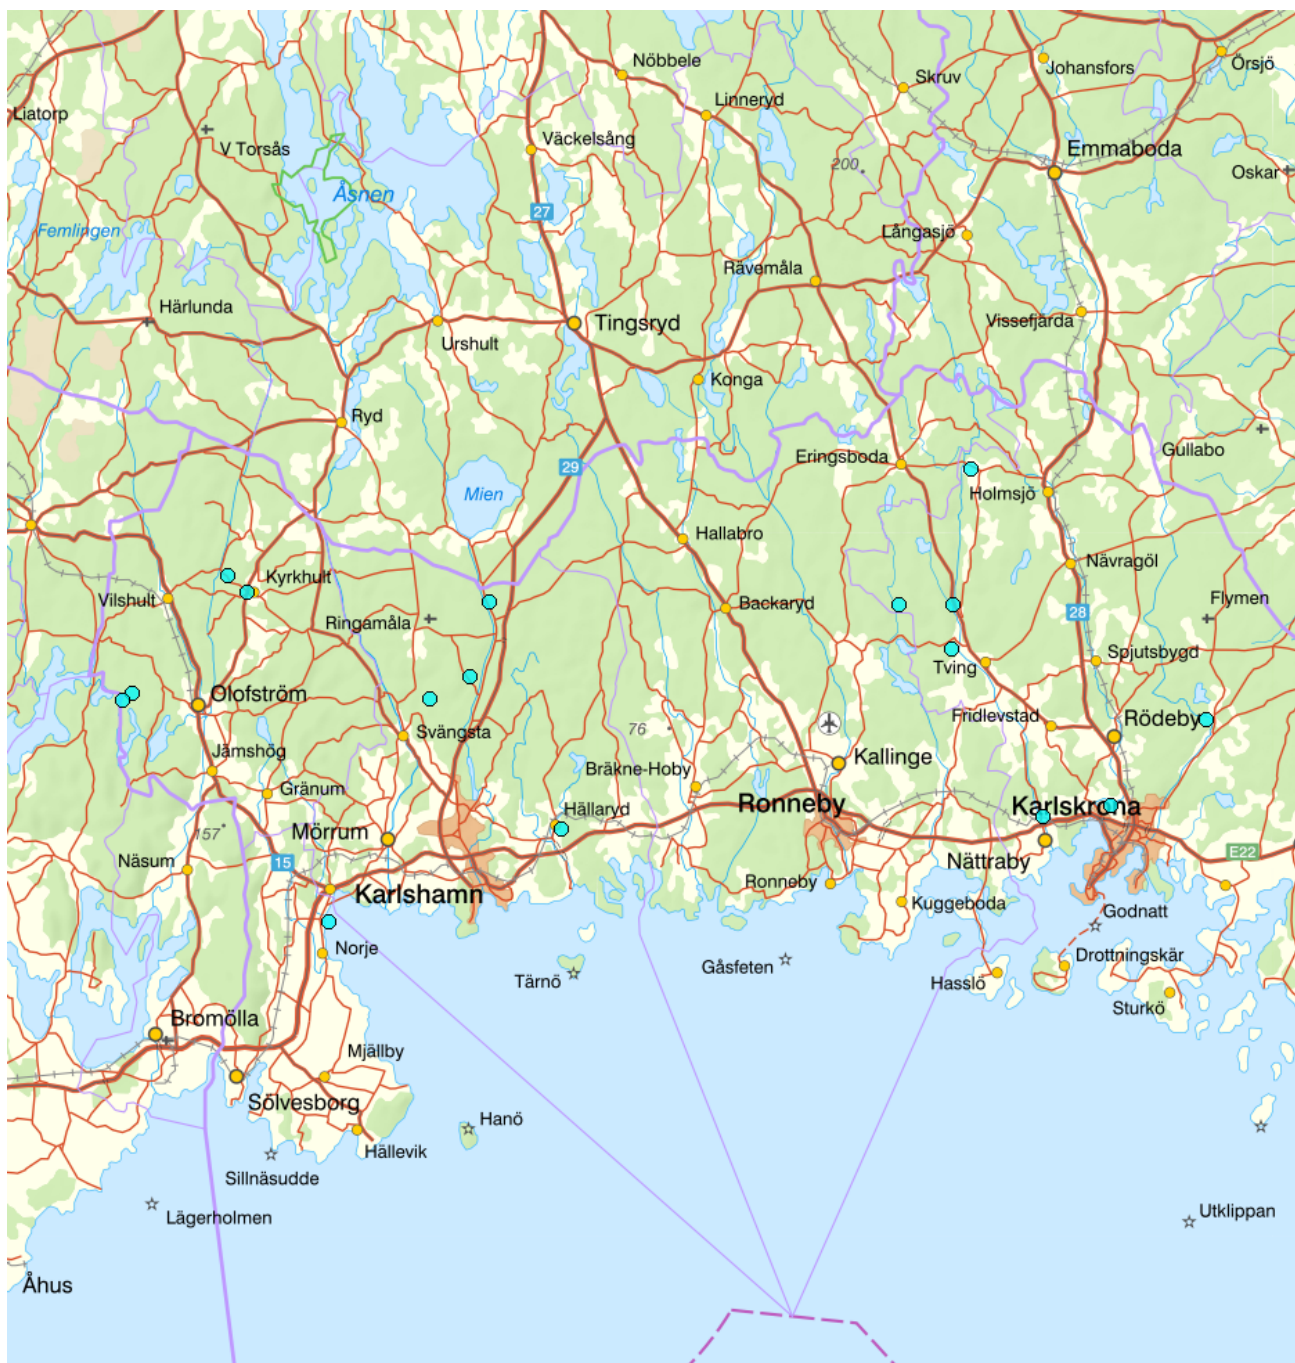 Nöbbele
Örsjö
Johansfors
Skruv
Linneryd
Liatorp
V Torsås
Väckelsång
Emmaboda
200
Oskar
Åsnen
27
Femlingen
Långasjö
Rävemåla
Härlunda
Vissefjärda
Tingsryd
Urshult
Konga
Ryd
Gullabo
Eringsboda
29
Mien
Holmsjö
Hallabro
Nävragöl
Kyrkhult
Vilshult
Flymen
Backaryd
28
Ringamåla
Spjutsbygd
Tving
Olofström
Fridlevstad
Rödeby
76
Svängsta
Kallinge
Jämshög
Bräkne-Hoby
Gränum
Ronneby
Karlskrona
Hällaryd
Mörrum
157
E22
Näsum
15
Nättraby
Ronneby
Karlshamn
Kuggeboda
Godnatt
Norje
Drottningskär
Gåsfeten
Tärnö
Hasslö
Sturkö
Bromölla
Mjällby
Sölvesborg
Hanö
Hällevik
Sillnäsudde
Utklippan
Lägerholmen
Åhus